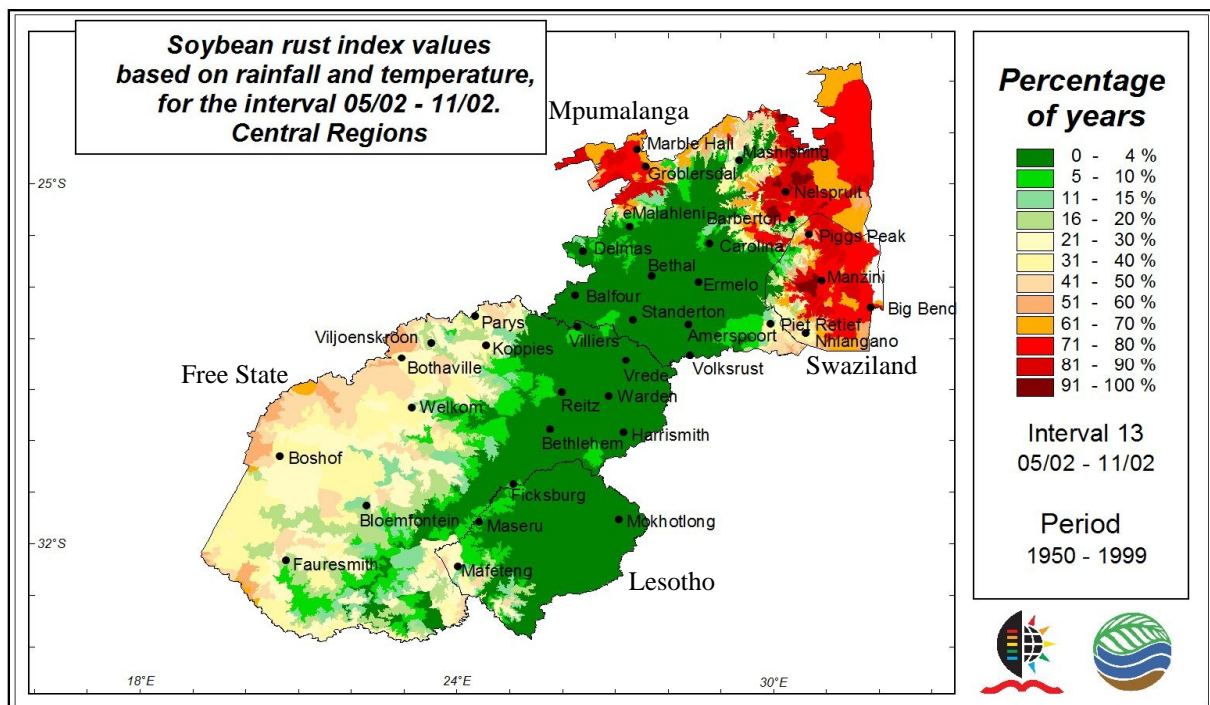 Soybean rust index values
based on rainfall and temperature,
for the interval 05/02 - 11/02.
Central Regions
Mpumalanga
Marble Hall
Mashishing
Groblersdal
25°S
Nelspruit
eMalahleni
Barberton
Piggs Peak
Delmas
Carolina
Bethal
Ermelo
Manzini
Balfour
Big Bend
Standerton
Parys
Piet Retief
Viljoenskroon
Villiers
Amerspoort
Nhlangano
Koppies
Volksrust
Swaziland
Bothaville
Free State
Vrede
Welkom
Reitz
Warden
Bethlehem
Harrismith
Boshof
Ficksburg
Bloemfontein
Maseru
Mokhotlong
32°S
Fauresmith
Mafeteng
Lesotho
18°E
24°E
30°E
Percentage
of years
0 - 4 %
5 - 10 %
11 - 15 %
16 - 20 %
21 - 30 %
31 - 40 %
41 - 50 %
51 - 60 %
61 - 70 %
71 - 80 %
81 - 90 %
91 - 100 %
Interval 13
05/02 - 11/02
Period
1950 - 1999